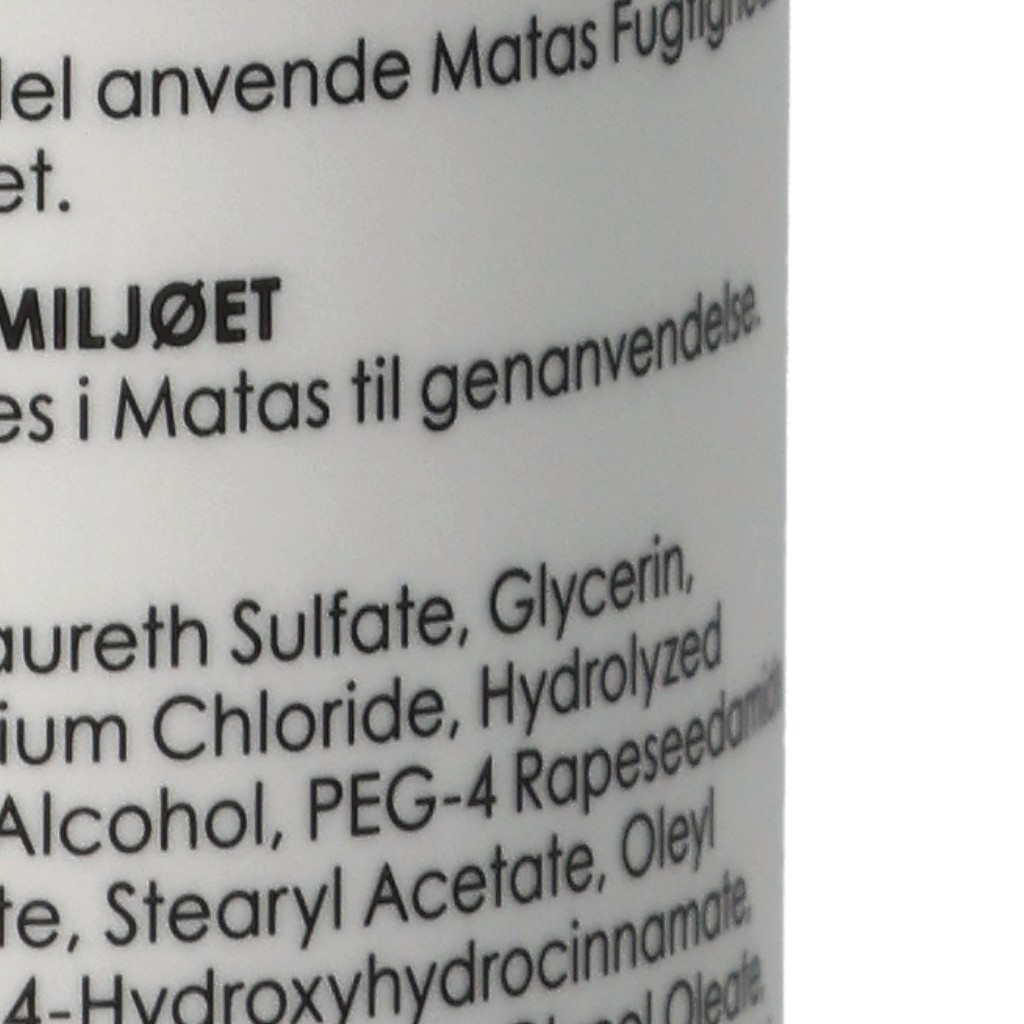 anvende Matas
et.
MILJØET
es i Matas til genanvendelse.
aureth Sulfate, Glycerin,
ium Chloride, Hydrolyzed
Alcohol, PEG-4 Rapeseedamide
te, Stearyl Acetate, Oleyl
4-Hydroxyhydrocinnamate,
Oleate,